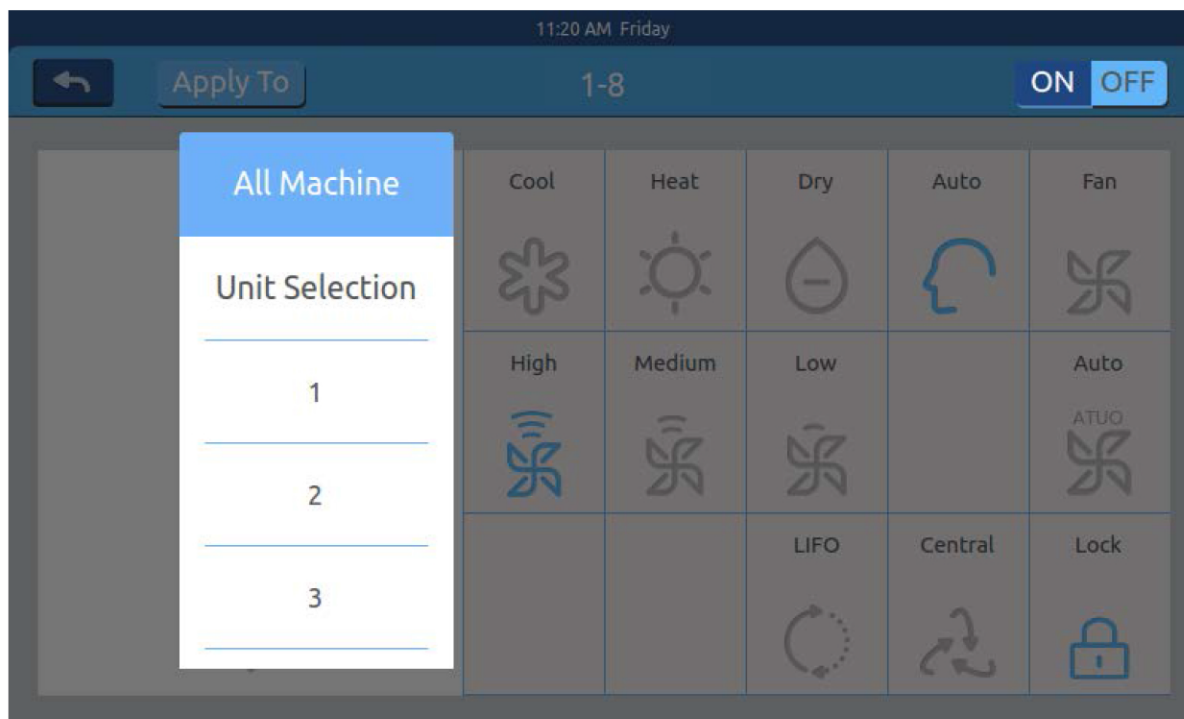 11:20 AM Friday
Apply To
1-8
ON OFF
All Machine
Unit Selection
1
2
3
Cool Heat Dry Auto Fan
High Medium Low Auto
ATUO
LIFO Central Lock